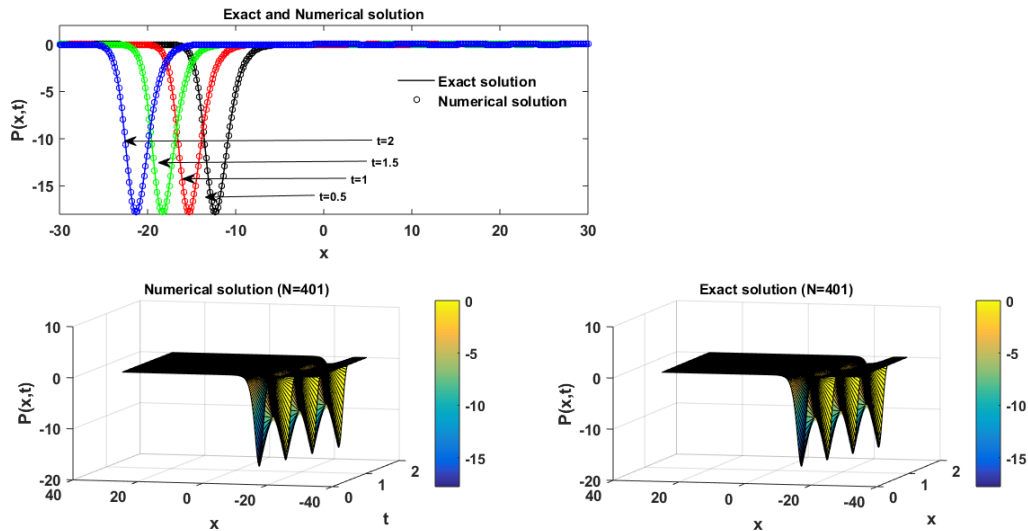 Exact and Numerical solution
P(x,t)
0
-5
-10
-15
Exact solution
Numerical solution
t=2
t=1.5
t=1
t=0.5
-30 -20 -10 0 10 20 30
x
Numerical solution (N=401)
P(x,t)
10
0
-10
-20
40 20 0 -20 -40
x
0 1 2
t
0
-5
-10
-15
Exact solution (N=401)
P(x,t)
10
0
-10
-20
40 20 0 -20 -40
x
0 1 2
x
0
-5
-10
-15